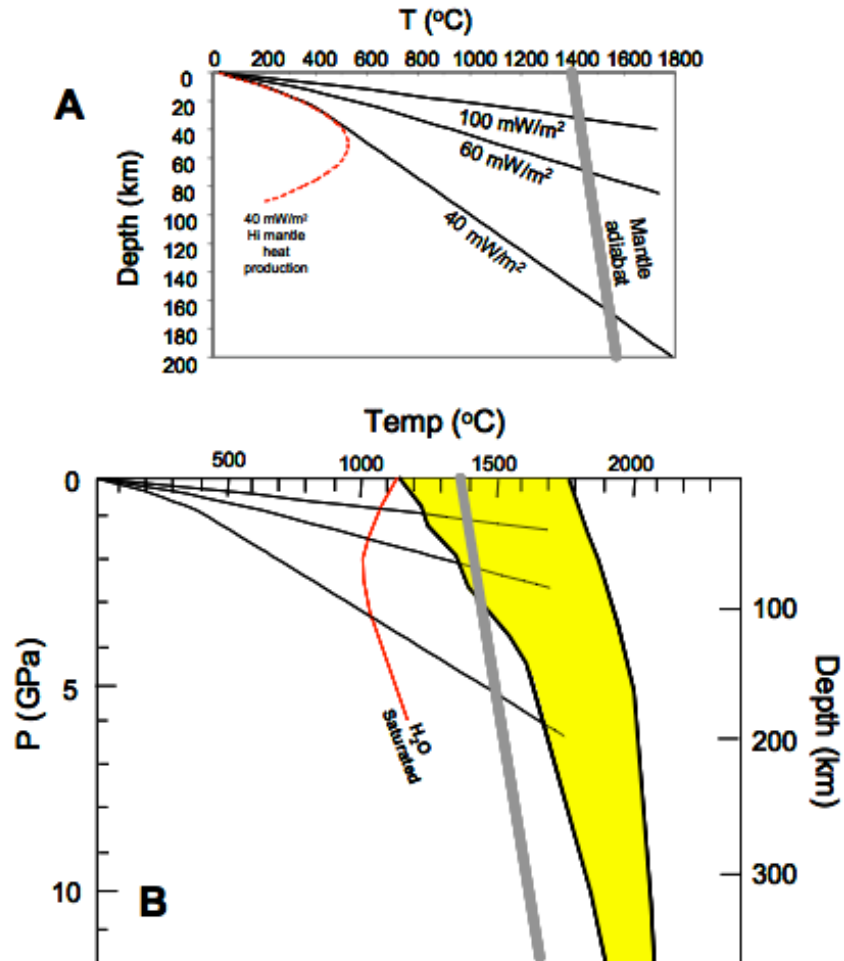 T (oC)
0 200 400 600 800 1000 1200 1400 1600 1800
A
0
20
40
60
80
100
120
140
160
180
200
Depth (km)
100 mW/m2
60 mW/m2
40 mW/m2
Mantle
adiabat
40 mW/m2
Hi mantle
heat
production
Temp (oC)
500 1000 1500 2000
0
5
10
P (GPa)
100
200
300
Depth (km)
H2O
Saturated
B